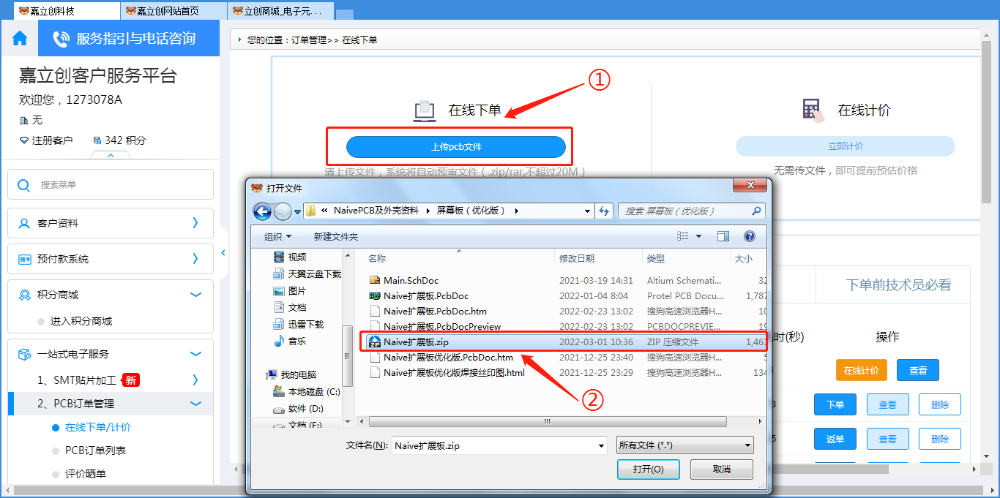 嘉立创科技
嘉立创网站首页
立创商城_电子元...
服务指引与电话咨询
您的位置：订单管理>> 在线下单
嘉立创客户服务平台
欢迎您，1273078A
无
注册客户
342 积分
搜索菜单
客户资料
预付款系统
积分商城
进入积分商城
一站式电子服务
1、SMT贴片加工
新
2、PCB订单管理
在线下单/计价
PCB订单列表
评价晒单
①
在线下单
上传pcb文件
请上传文件，系统将自动预审文件（.zip/rar,不超过20M）
在线计价
立即计价
无需传文件，即可提前预估价格
下单前技术员必看
时(秒)
操作
在线计价
查看
下单
查看
删除
返单
查看
删除
打开文件
« NaivePCB及外壳资料
屏幕板（优化版）
搜索 屏幕板（优化版）
组织
新建文件夹
视频
天翼云盘下载
图片
文档
迅雷下载
音乐
我的电脑
本地磁盘 (C:)
软件 (D:)
文档 (E:)
名称
修改日期
类型
大小
Main.SchDoc
2021-03-19 14:31
Altium Schemati...
32
Naive扩展板.PcbDoc
2022-01-04 8:04
Protel PCB Docu...
1,787
Naive扩展板.PcbDoc.htm
2022-02-23 13:02
搜狗高速浏览器H...
10
Naive扩展板.PcbDocPreview
2022-02-23 13:02
PCBDOCPREVIE...
19
Naive扩展板.zip
2022-03-01 10:36
ZIP 压缩文件
1,461
Naive扩展板优化版.PcbDoc.htm
2021-12-25 23:40
搜狗高速浏览器H...
5
Naive扩展板优化版焊接丝印图.html
2021-12-25 23:29
搜狗高速浏览器H...
134
②
文件名(N):
Naive扩展板.zip
所有文件 (*.*)
打开(O)
取消